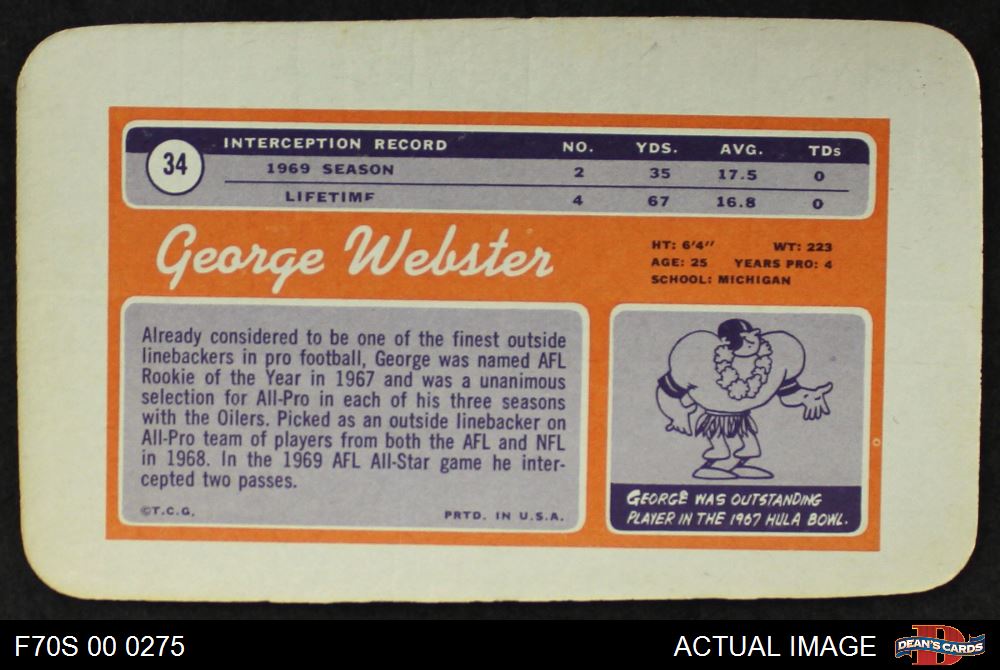 34
INTERCEPTION RECORD NO. YDS. AVG. TDs
1969 SEASON 2 35 17.5 0
LIFETIME 4 67 16.8 0
George Webster
HT: 6'4" WT: 223
AGE: 25 YEARS PRO: 4
SCHOOL: MICHIGAN
Already considered to be one of the finest outside
linebackers in pro football, George was named AFL
Rookie of the Year in 1967 and was a unanimous
selection for All-Pro in each of his three seasons
with the Oilers. Picked as an outside linebacker on
All-Pro team of players from both the AFL and NFL
in 1968. In the 1969 AFL All-Star game he inter-
cepted two passes.
©T.C.G. PRTD. IN U.S.A.
GEORGE WAS OUTSTANDING
PLAYER IN THE 1967 HULA BOWL.
F70S 00 0275 ACTUAL IMAGE
D
DEAN'S CARDS